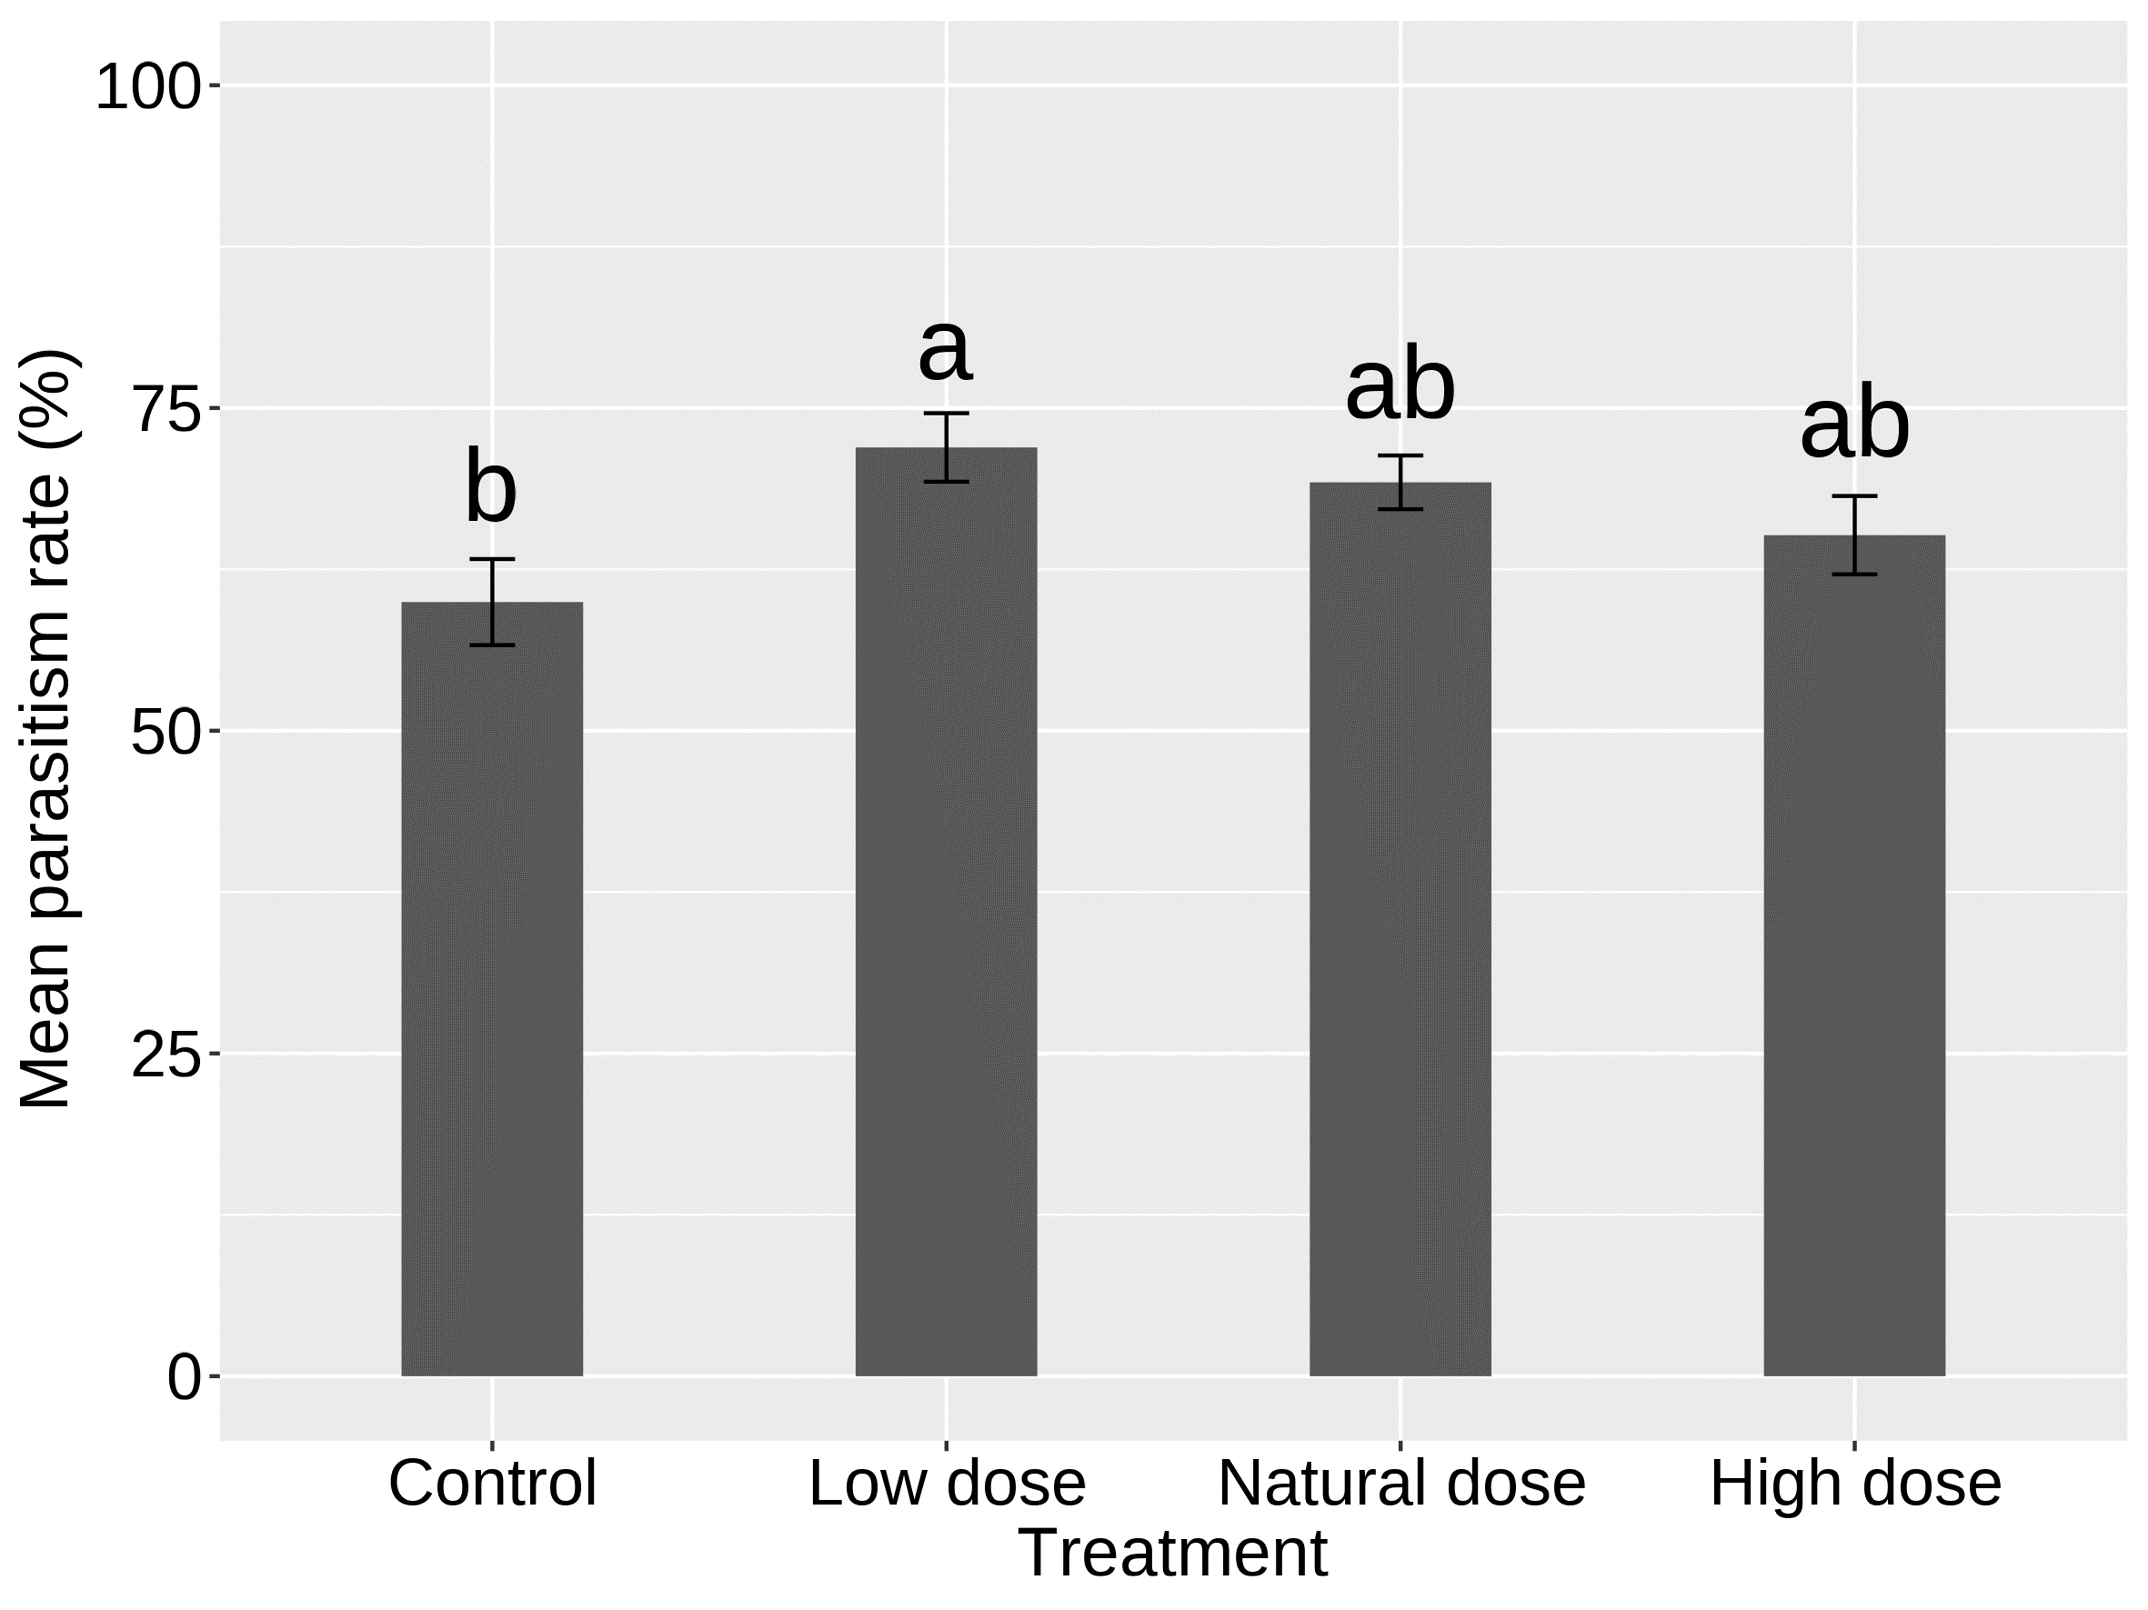 Mean parasitism rate (%)
100
75
50
25
0
b
a
ab
ab
Control
Low dose
Natural dose
High dose
Treatment